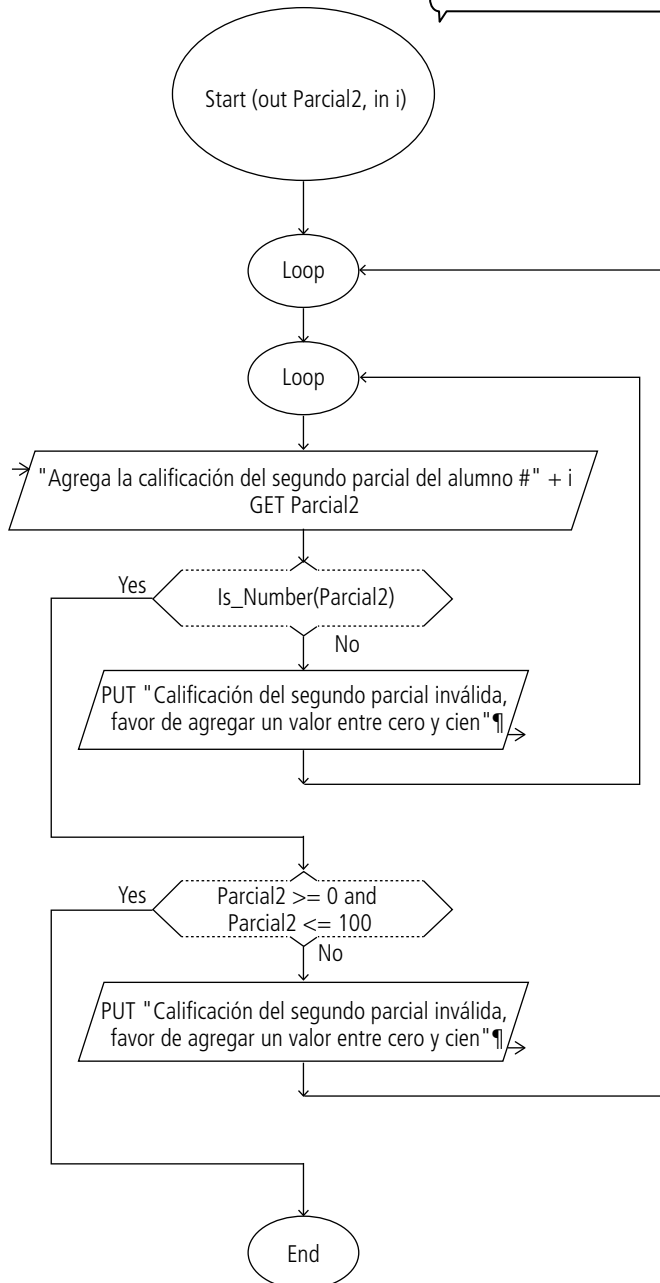 Start (out Parcial2, in i)
Loop
Loop
"Agrega la calificación del segundo parcial del alumno #" + i
GET Parcial2
Yes
Is_Number(Parcial2)
No
PUT "Calificación del segundo parcial inválida,
favor de agregar un valor entre cero y cien"¶
Yes
Parcial2 >= 0 and
Parcial2 <= 100
No
PUT "Calificación del segundo parcial inválida,
favor de agregar un valor entre cero y cien"¶
End